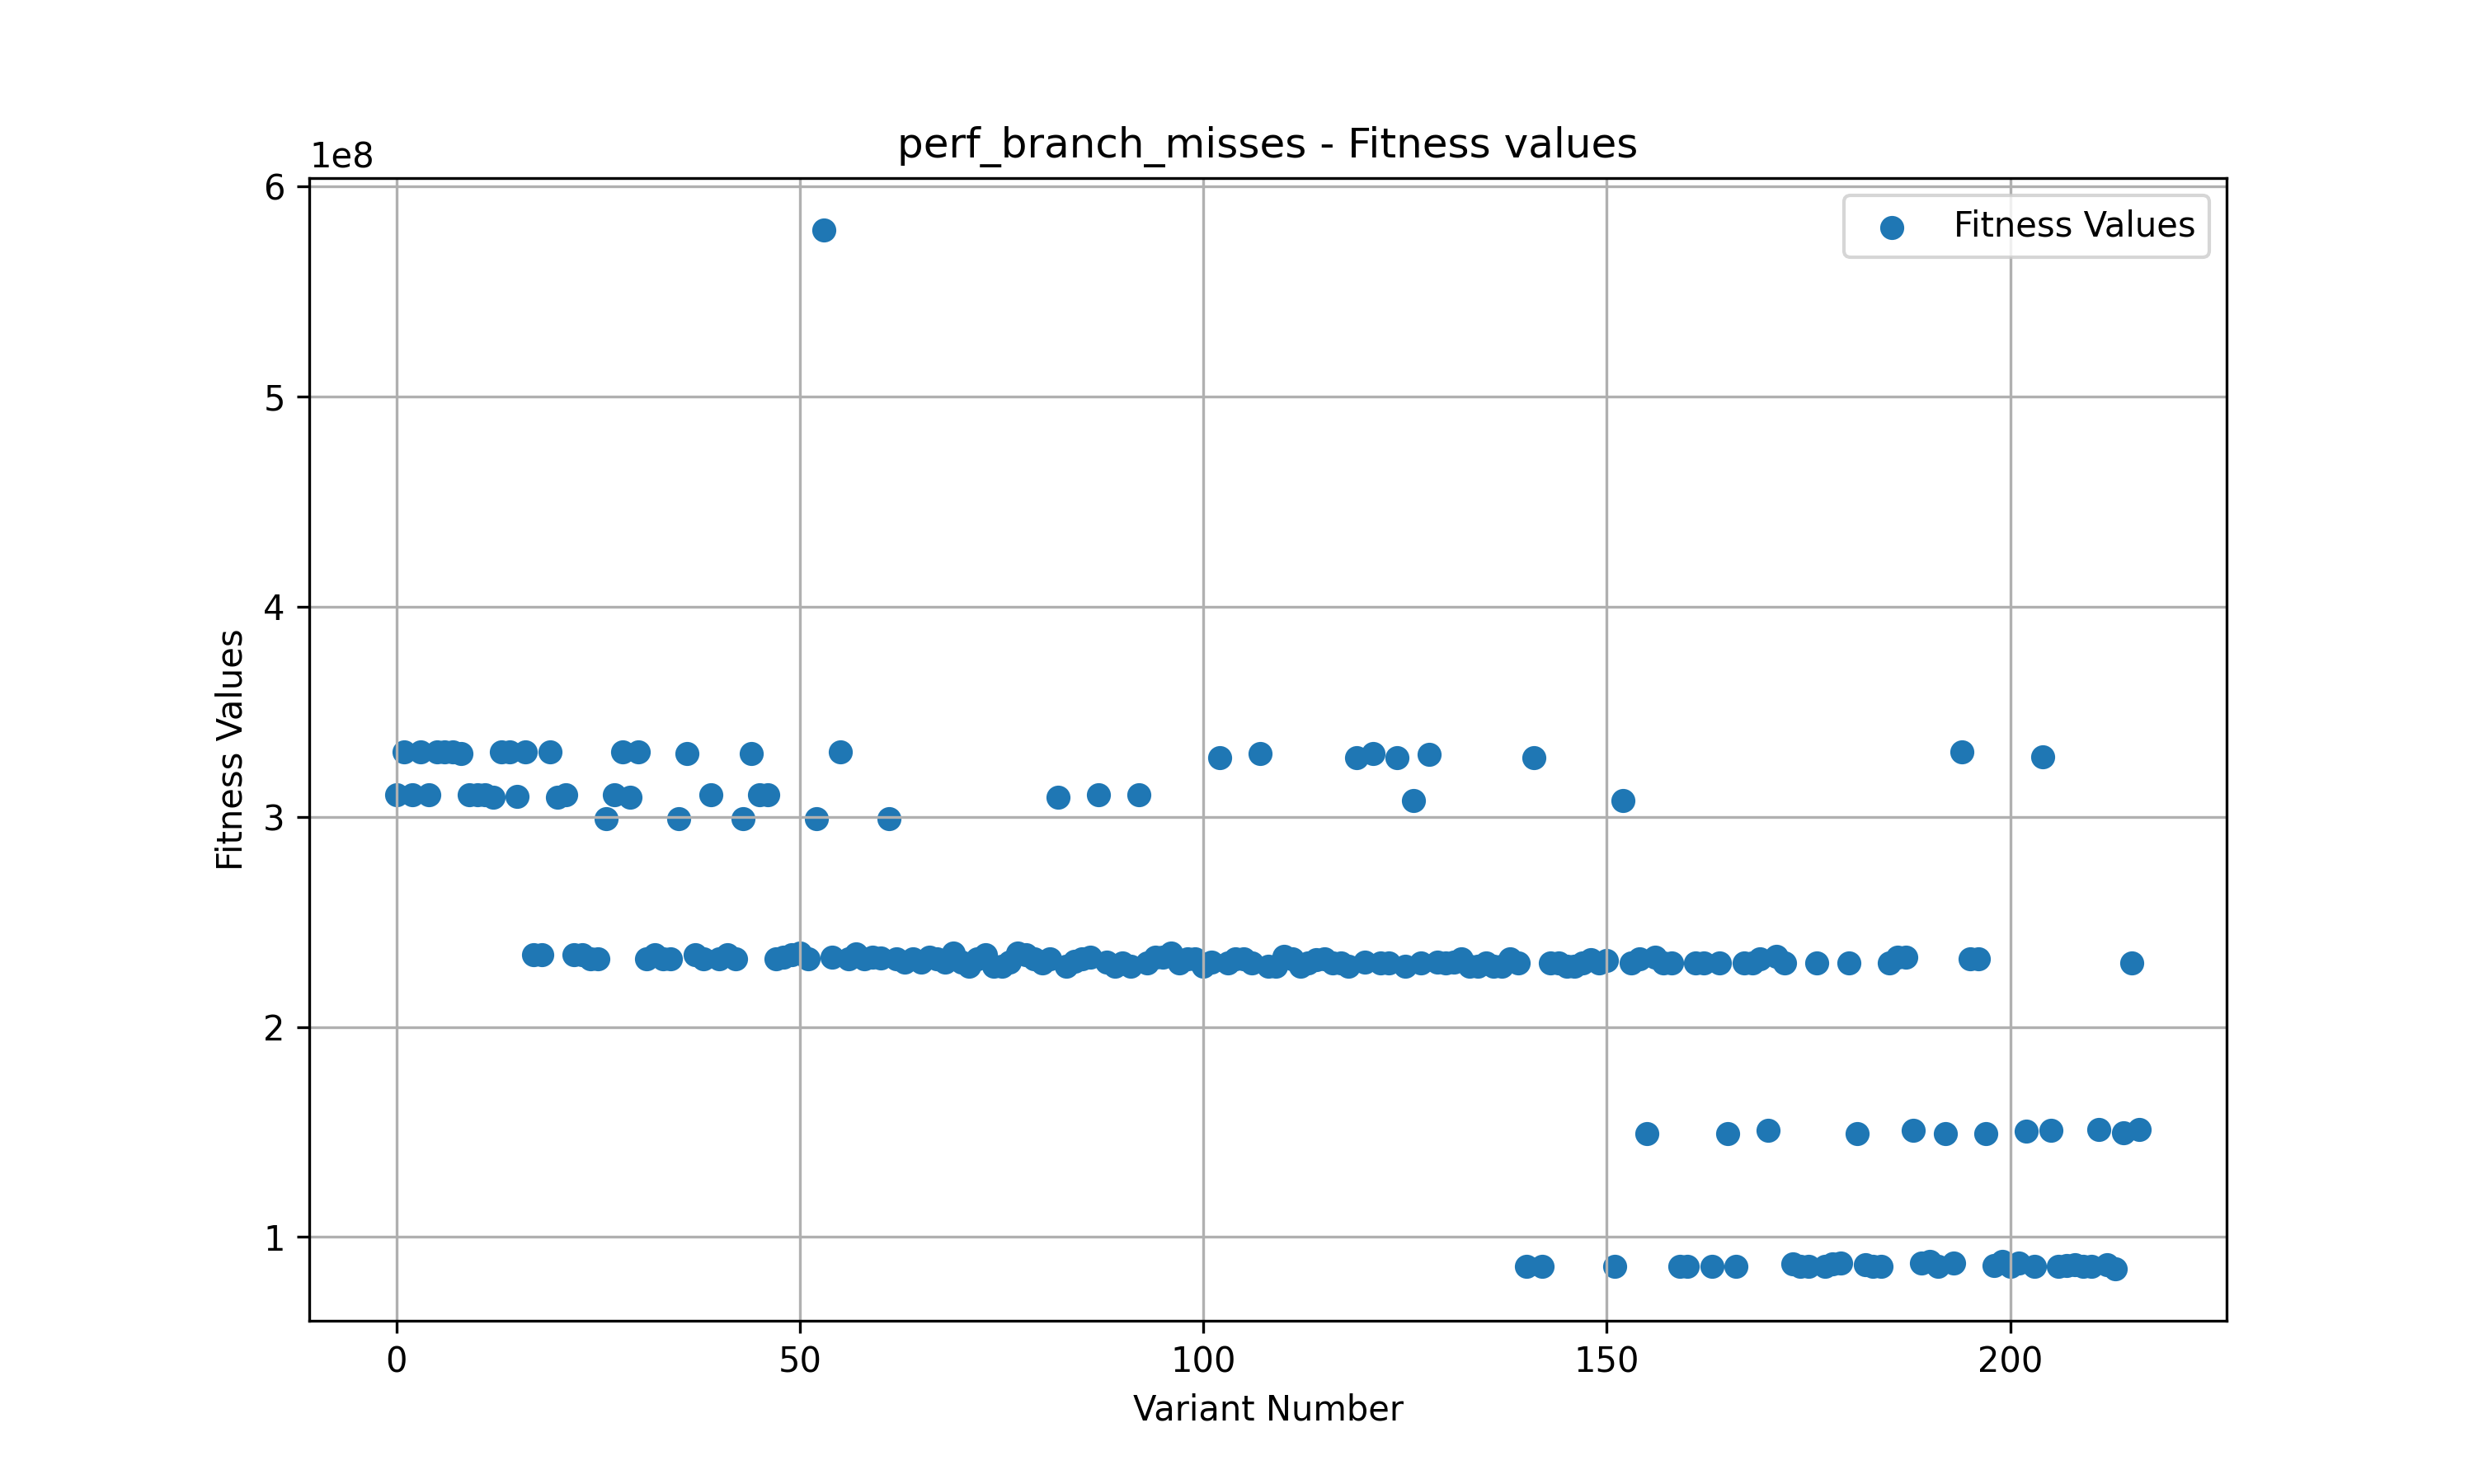 perf_branch_misses - Fitness values
1e8
Fitness Values
6
5
4
3
2
1
Fitness Values
0 50 100 150 200
Variant Number